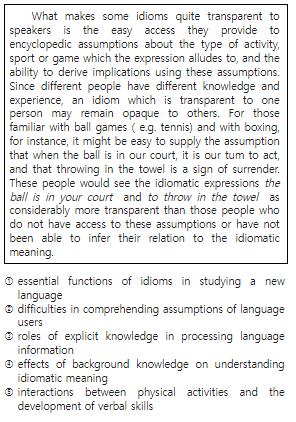 What makes some idioms quite transparent to
speakers is the easy access they provide to
encyclopedic assumptions about the type of activity,
sport or game which the expression alludes to, and the
ability to derive implications using these assumptions.
Since different people have different knowledge and
experience, an idiom which is transparent to one
person may remain opaque to others. For those
familiar with ball games ( e.g. tennis) and with boxing,
for instance, it might be easy to supply the assumption
that when the ball is in our court, it is our tum to act,
and that throwing in the towel is a sign of surrender.
These people would see the idiomatic expressions the
ball is in your court and to throw in the towel as
considerably more transparent than those people who
do not have access to these assumptions or have not
been able to infer their relation to the idiomatic
meaning.
① essential functions of idioms in studying a new
language
② difficulties in comprehending assumptions of language
users
③ roles of explicit knowledge in processing language
information
④ effects of background knowledge on understanding
idiomatic meaning
⑤ interactions between physical activities and the
development of verbal skills